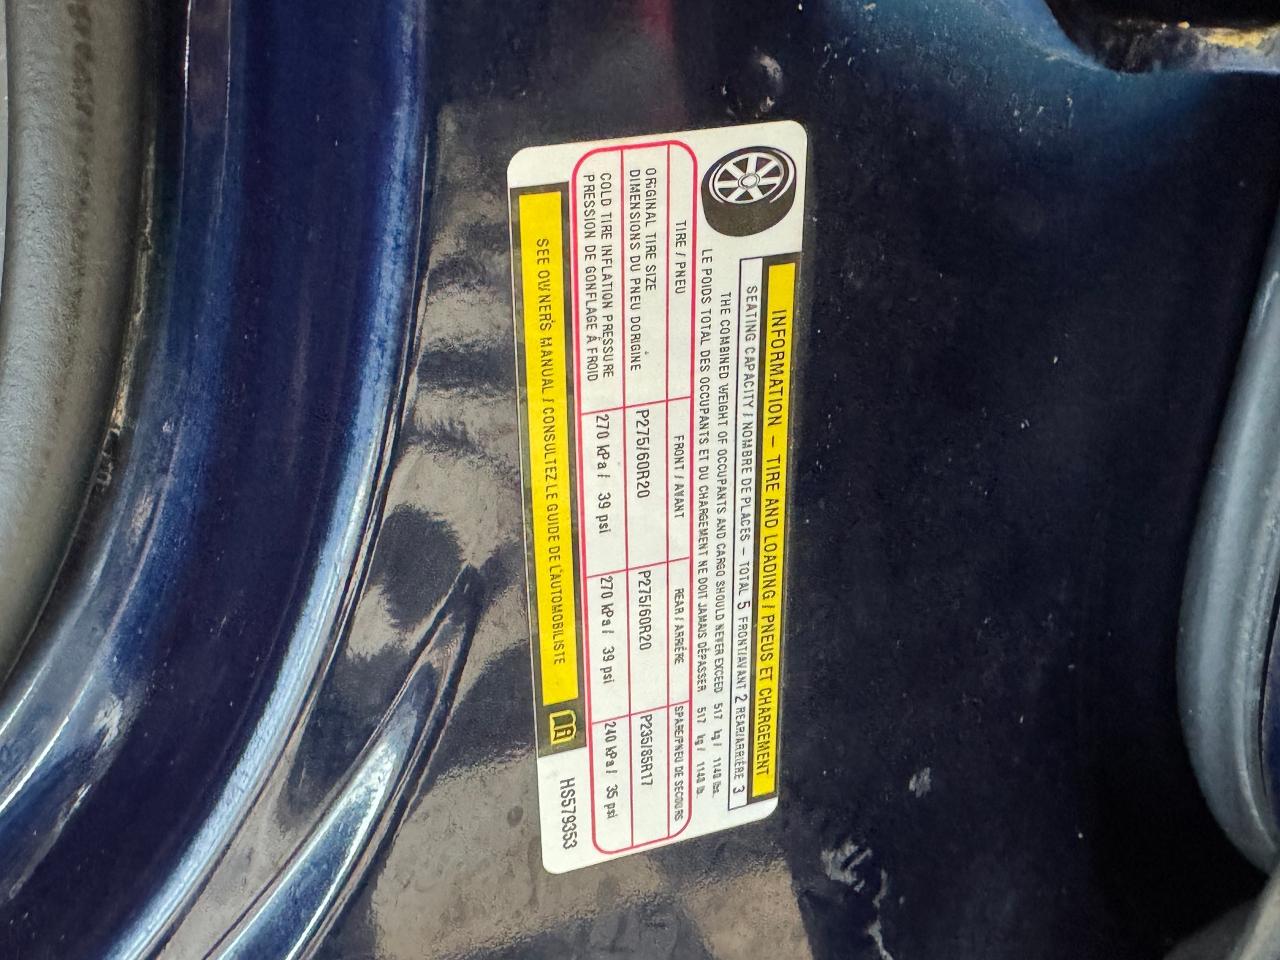 INFORMATION – TIRE AND LOADING / PNEUS ET CHARGEMENT
SEATING CAPACITY / NOMBRE DE PLACES – TOTAL 5 FRONT/AVANT 2 REAR/ARRIÈRE 3
THE COMBINED WEIGHT OF OCCUPANTS AND CARGO SHOULD NEVER EXCEED 517 kg / 1140 lbs.
LE POIDS TOTAL DES OCCUPANTS ET DU CHARGEMENT NE DOIT JAMAIS DÉPASSER 517 kg / 1140 lb.
TIRE / PNEU FRONT / AVANT REAR / ARRIÈRE SPARE/PNEU DE SECOURS
ORIGINAL TIRE SIZE
DIMENSIONS DU PNEU D'ORIGINE P275/60R20 P275/60R20 P235/85R17
COLD TIRE INFLATION PRESSURE
PRESSION DE GONFLAGE À FROID 270 kPa / 39 psi 270 kPa / 39 psi 240 kPa / 35 psi
SEE OWNER'S MANUAL / CONSULTEZ LE GUIDE DE L'AUTOMOBILISTE
HS579353